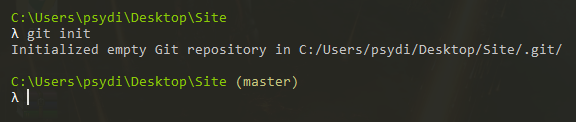 C:\Users\psydi\Desktop\Site
λ git init
Initialized empty Git repository in C:/Users/psydi/Desktop/Site/.git/
C:\Users\psydi\Desktop\Site (master)
λ